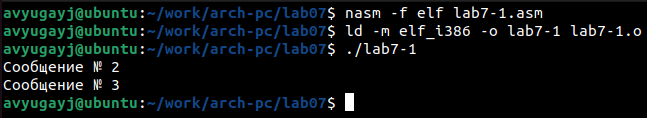 avyugayj@ubuntu:~/work/arch-pc/lab07$ nasm -f elf lab7-1.asm
avyugayj@ubuntu:~/work/arch-pc/lab07$ ld -m elf_i386 -o lab7-1 lab7-1.o
avyugayj@ubuntu:~/work/arch-pc/lab07$ ./lab7-1
Сообщение № 2
Сообщение № 3
avyugayj@ubuntu:~/work/arch-pc/lab07$